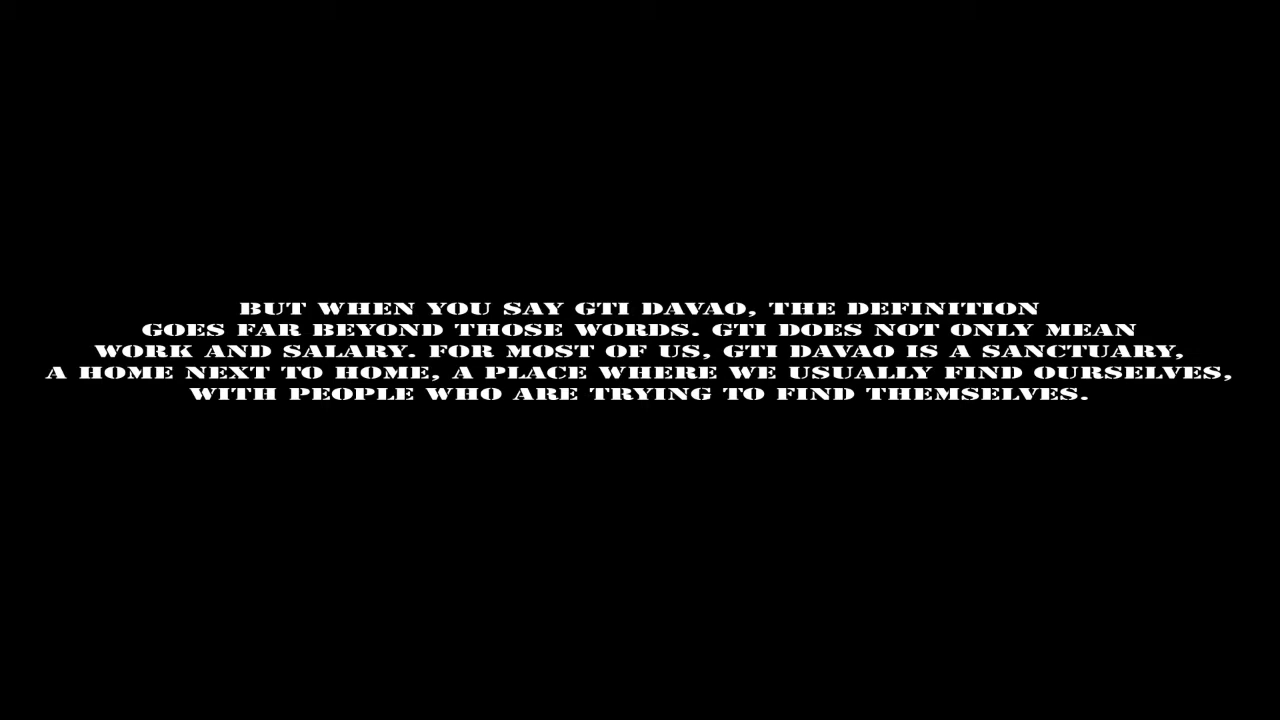 BUT WHEN YOU SAY GTI DAVAO, THE DEFINITION
GOES FAR BEYOND THOSE WORDS. GTI DOES NOT ONLY MEAN
WORK AND SALARY. FOR MOST OF US, GTI DAVAO IS A SANCTUARY,
A HOME NEXT TO HOME, A PLACE WHERE WE USUALLY FIND OURSELVES,
WITH PEOPLE WHO ARE TRYING TO FIND THEMSELVES.